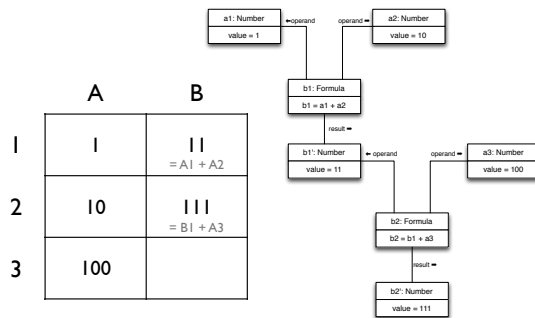 A B
1 1 11
= A1 + A2
2 10 111
= B1 + A3
3 100
a1: Number
value = 1
◄operand
operand ►
a2: Number
value = 10
b1: Formula
b1 = a1 + a2
result ►
b1': Number
value = 11
◄ operand
operand ►
a3: Number
value = 100
b2: Formula
b2 = b1 + a3
result ►
b2': Number
value = 111